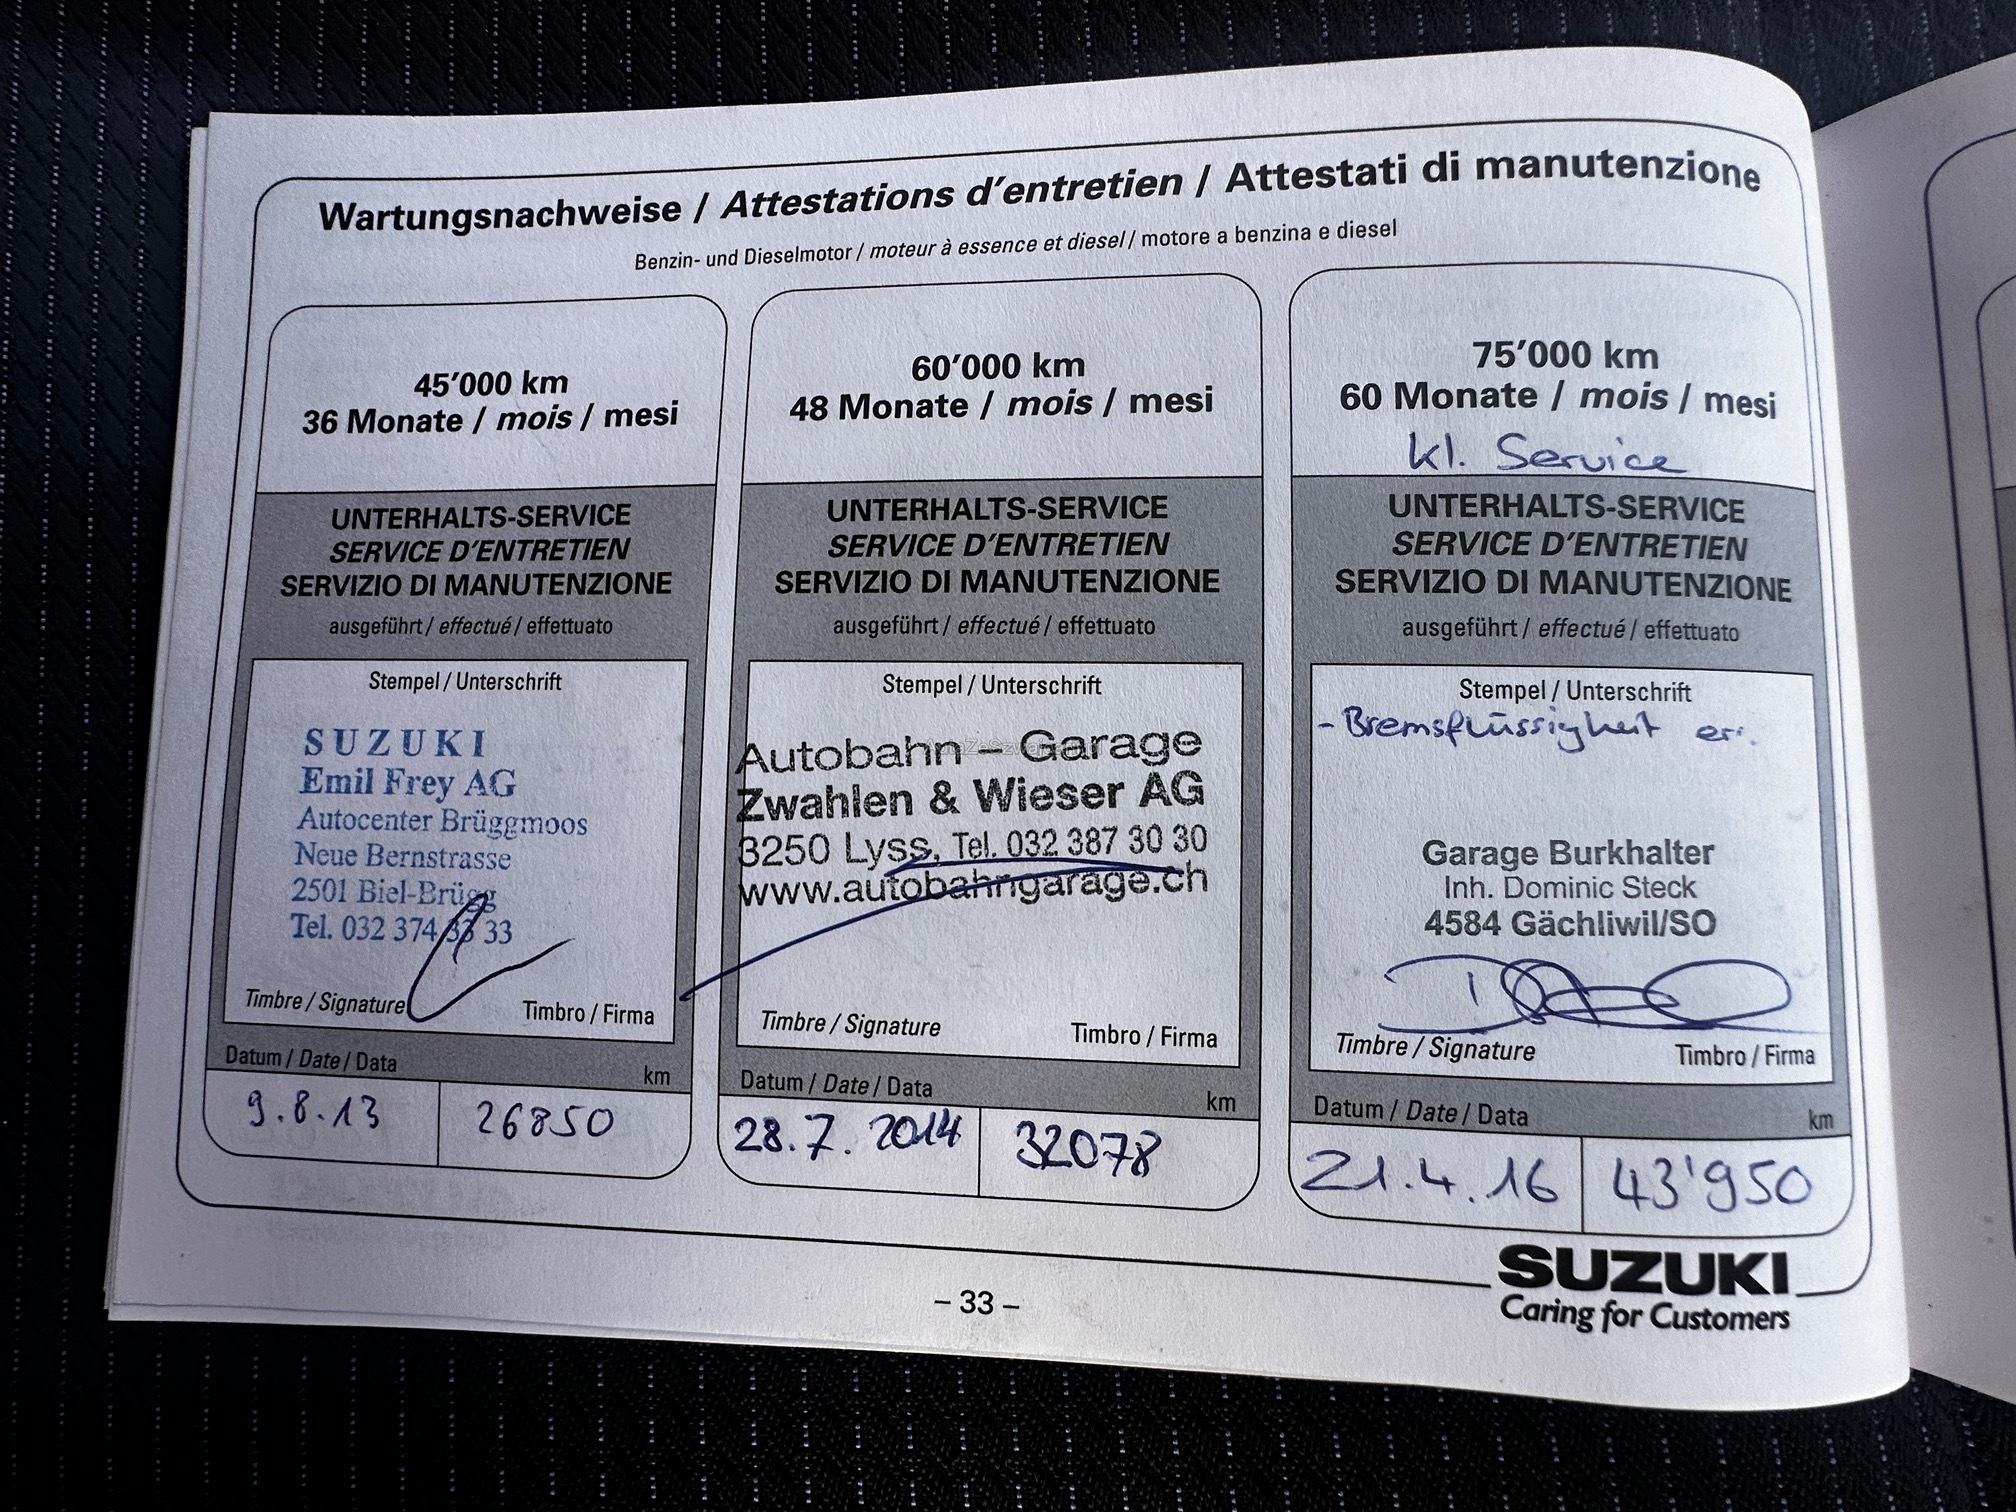 Wartungsnachweise / Attestations d'entretien / Attestati di manutenzione
Benzin- und Dieselmotor / moteur à essence et diesel / motore a benzina e diesel
45'000 km
36 Monate / mois / mesi
UNTERHALTS-SERVICE
SERVICE D'ENTRETIEN
SERVIZIO DI MANUTENZIONE
ausgeführt / effectué / effettuato
Stempel / Unterschrift
SUZUKI
Emil Frey AG
Autocenter Brüggmoos
Neue Bernstrasse
2501 Biel-Brügg
Tel. 032 374 33 33
Timbre / Signature Timbro / Firma
Datum / Date / Data km
9.8.13 26850
60'000 km
48 Monate / mois / mesi
UNTERHALTS-SERVICE
SERVICE D'ENTRETIEN
SERVIZIO DI MANUTENZIONE
ausgeführt / effectué / effettuato
Stempel / Unterschrift
Autobahn – Garage
Zwahlen & Wieser AG
3250 Lyss, Tel. 032 387 30 30
www.autobahngarage.ch
Timbre / Signature Timbro / Firma
Datum / Date / Data km
28.7.2014 32078
75'000 km
60 Monate / mois / mesi
kl. Service
UNTERHALTS-SERVICE
SERVICE D'ENTRETIEN
SERVIZIO DI MANUTENZIONE
ausgeführt / effectué / effettuato
Stempel / Unterschrift
- Bremsflüssigkeit er.
Garage Burkhalter
Inh. Dominic Steck
4584 Gächliwil/SO
Timbre / Signature Timbro / Firma
Datum / Date / Data km
21.4.16 43'950
– 33 –
SUZUKI
Caring for Customers